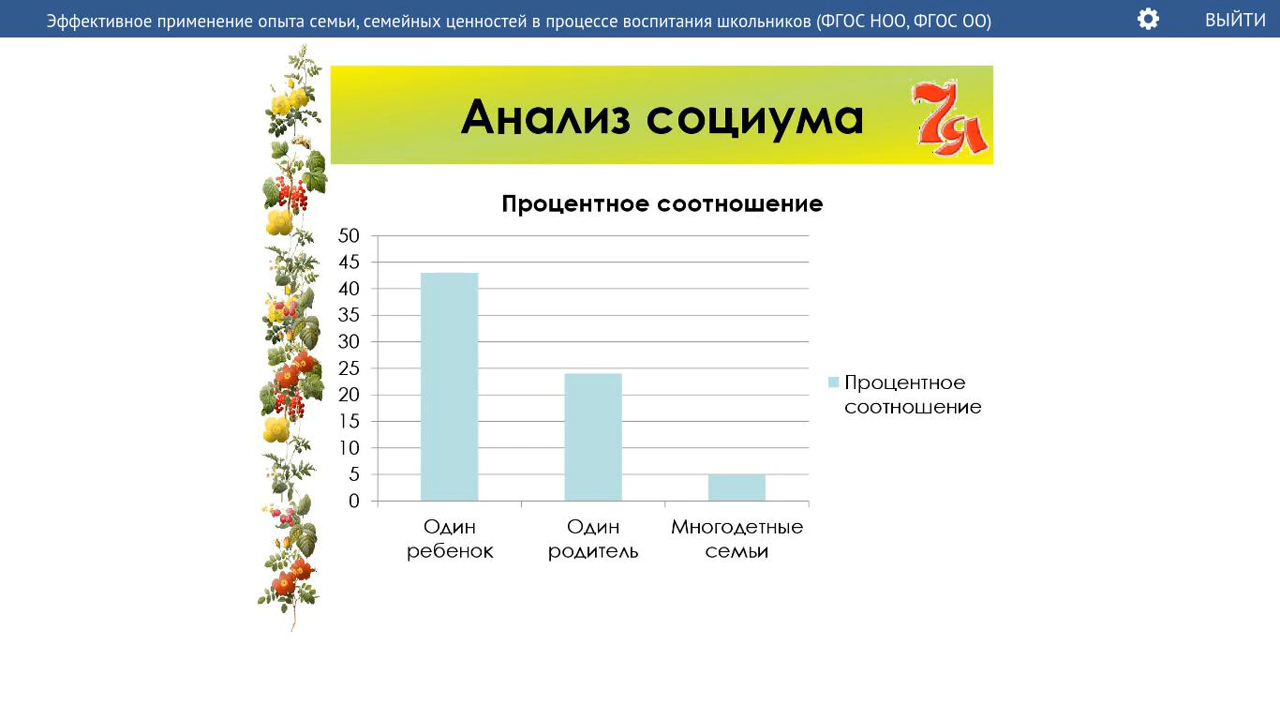 Эффективное применение опыта семьи, семейных ценностей в процессе воспитания школьников (ФГОС НОО, ФГОС ОО)
ВЫЙТИ
Анализ социума
7я
Процентное соотношение
50
45
40
35
30
25
20
15
10
5
0
Один
ребенок
Один
родитель
Многодетные
семьи
Процентное
соотношение